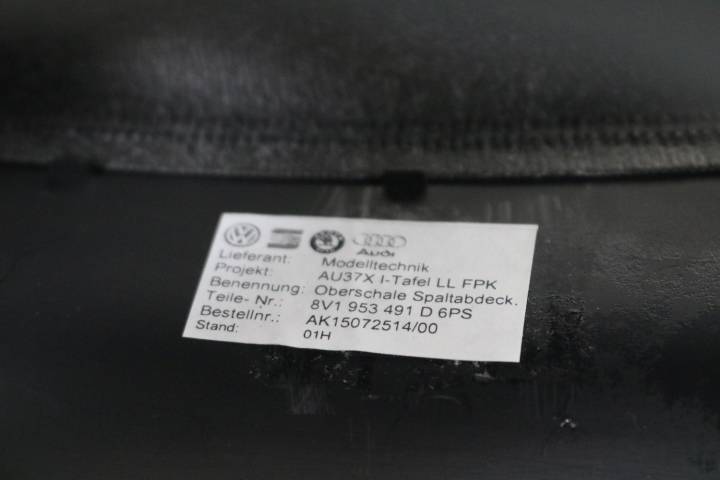 Audi
Lieferant: Modelltechnik
Projekt: AU37X I-Tafel LL FPK
Benennung: Oberschale Spaltabdeck.
Teile- Nr.: 8V1 953 491 D 6PS
Bestellnr.: AK15072514/00
Stand: 01H